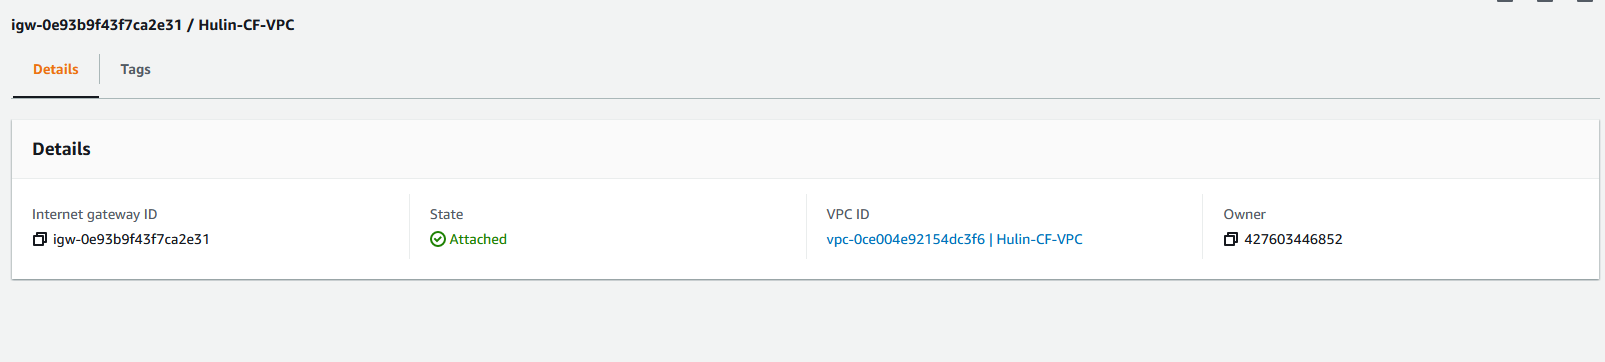 igw-0e93b9f43f7ca2e31 / Hulin-CF-VPC
Details
Tags
Details
Internet gateway ID
igw-0e93b9f43f7ca2e31
State
Attached
VPC ID
vpc-0ce004e92154dc3f6 | Hulin-CF-VPC
Owner
427603446852